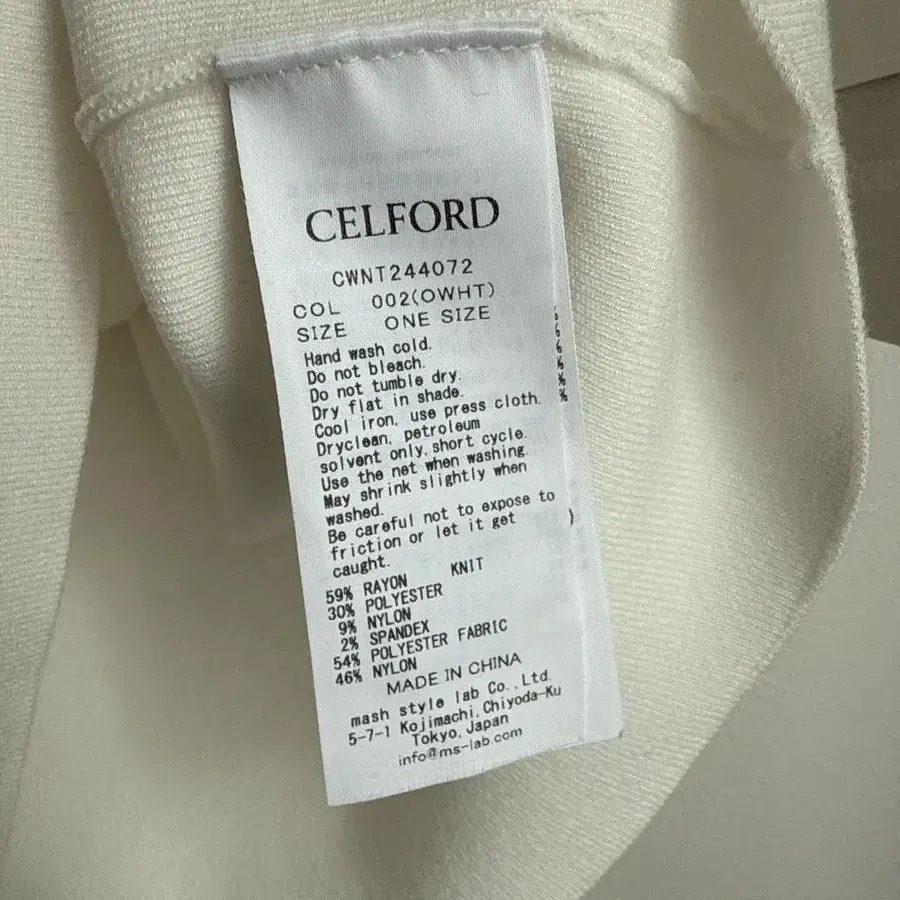 CELFORD
CWNT244072
COL 002(OWHT)
SIZE ONE SIZE
Hand wash cold.
Do not bleach.
Do not tumble dry.
Dry flat in shade.
Cool iron, use press cloth.
Dryclean, petroleum
solvent only, short cycle.
Use the net when washing.
May shrink slightly when
washed.
Be careful not to expose to
friction or let it get
caught.
59% RAYON KNIT
30% POLYESTER
9% NYLON
2% SPANDEX
54% POLYESTER FABRIC
46% NYLON
MADE IN CHINA
mash style lab Co., Ltd.
5-7-1 Kojimachi, Chiyoda-Ku
Tokyo, Japan
info@ms-lab.com